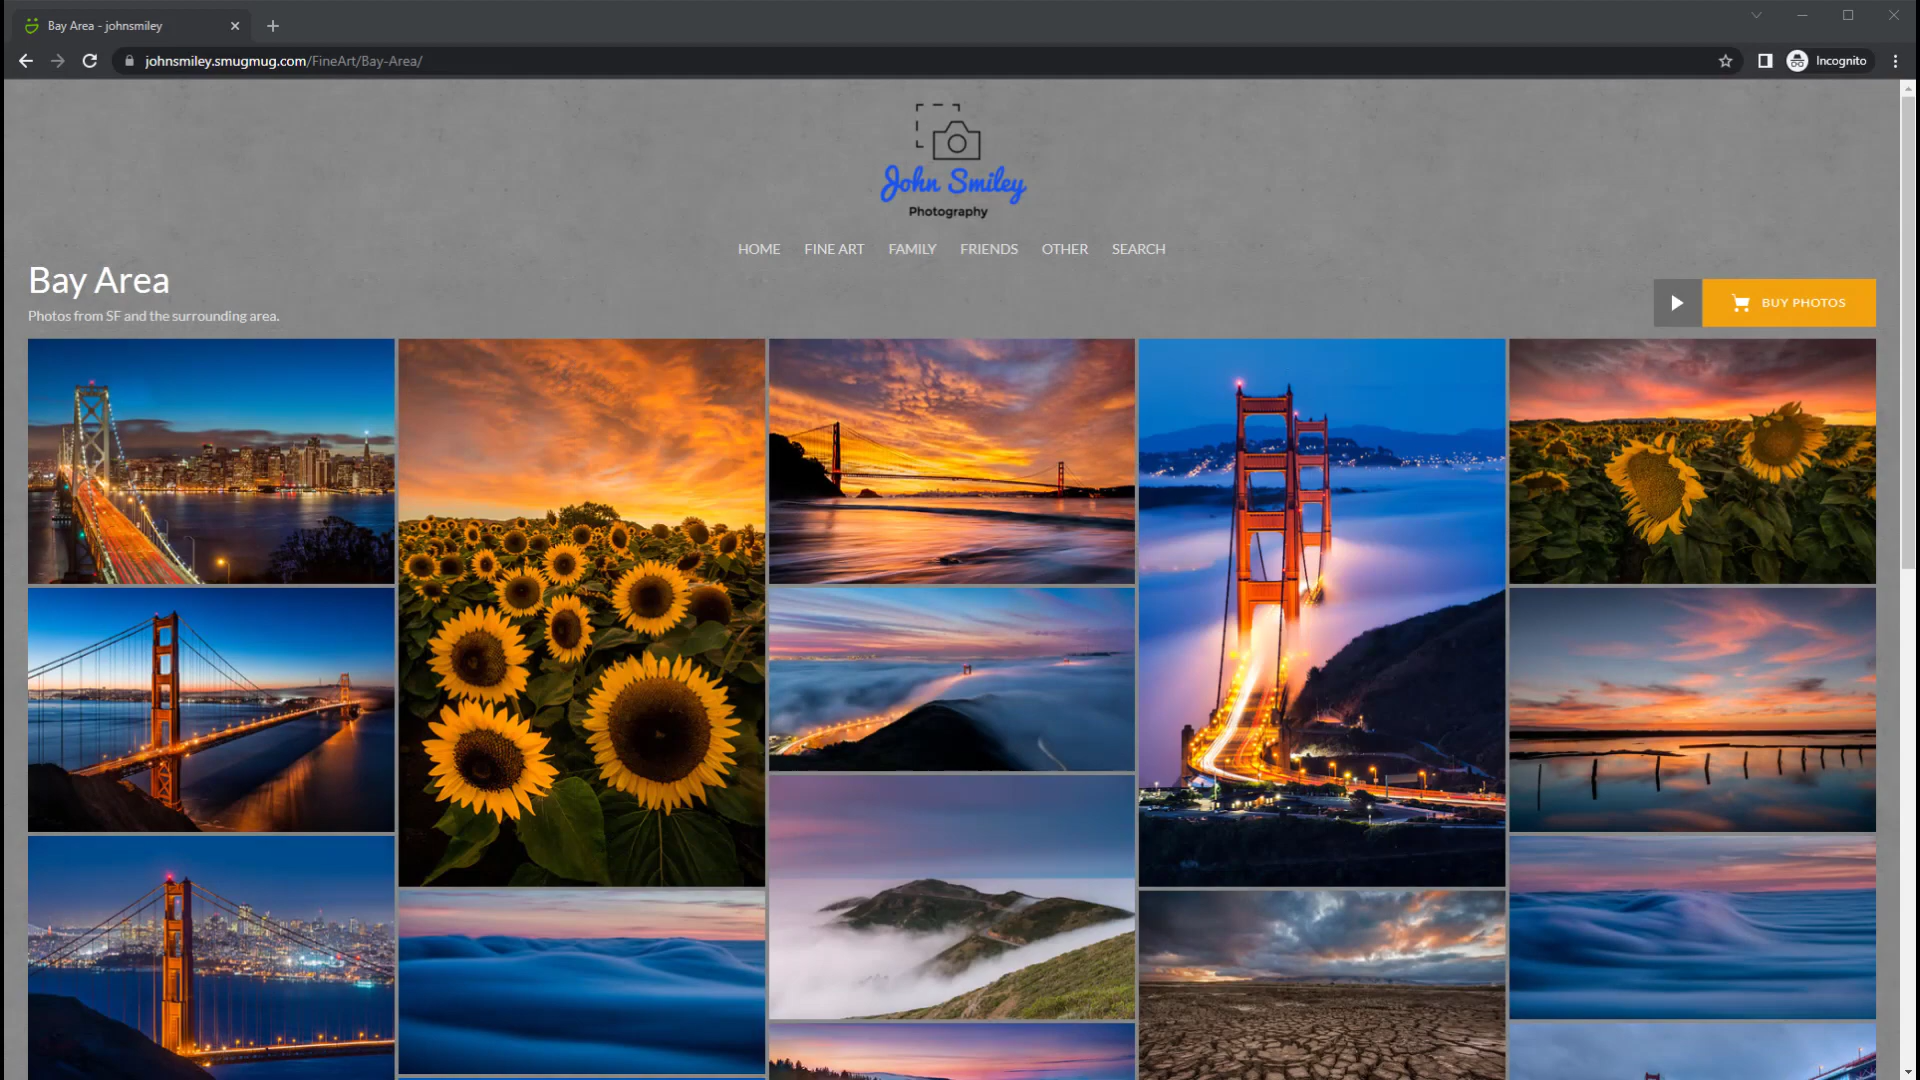 Bay Area - johnsmiley
johnsmiley.smugmug.com/FineArt/Bay-Area/
Incognito
John Smiley
Photography
HOME FINE ART FAMILY FRIENDS OTHER SEARCH
Bay Area
Photos from SF and the surrounding area.
BUY PHOTOS